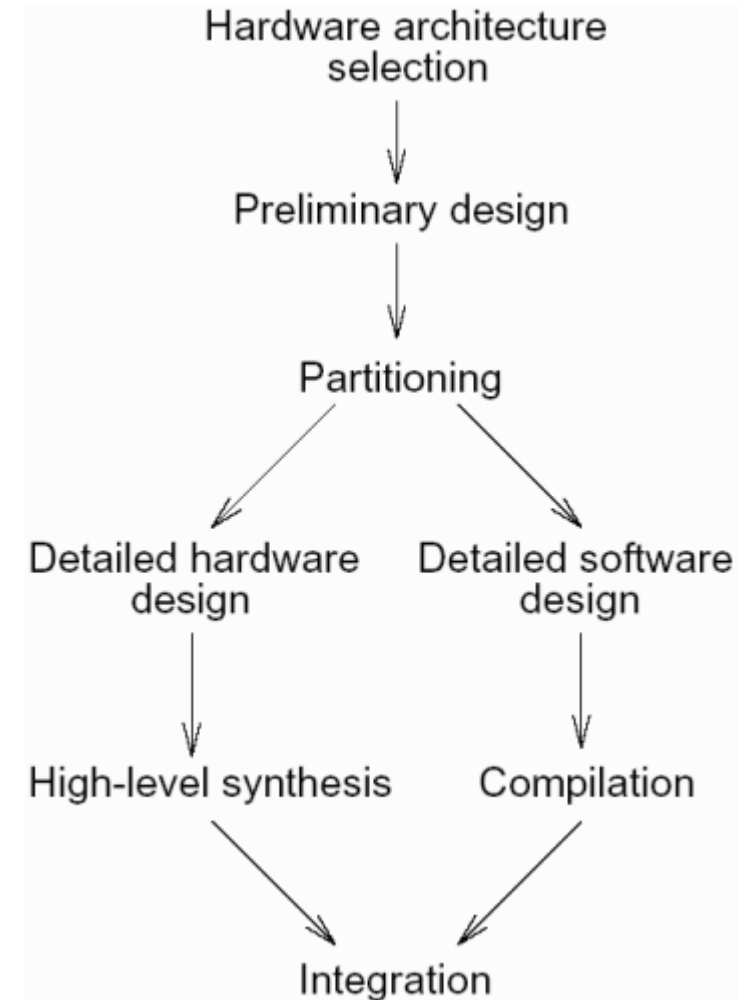 Hardware architecture
selection
Preliminary design
Partitioning
Detailed hardware
design
Detailed software
design
High-level synthesis
Compilation
Integration